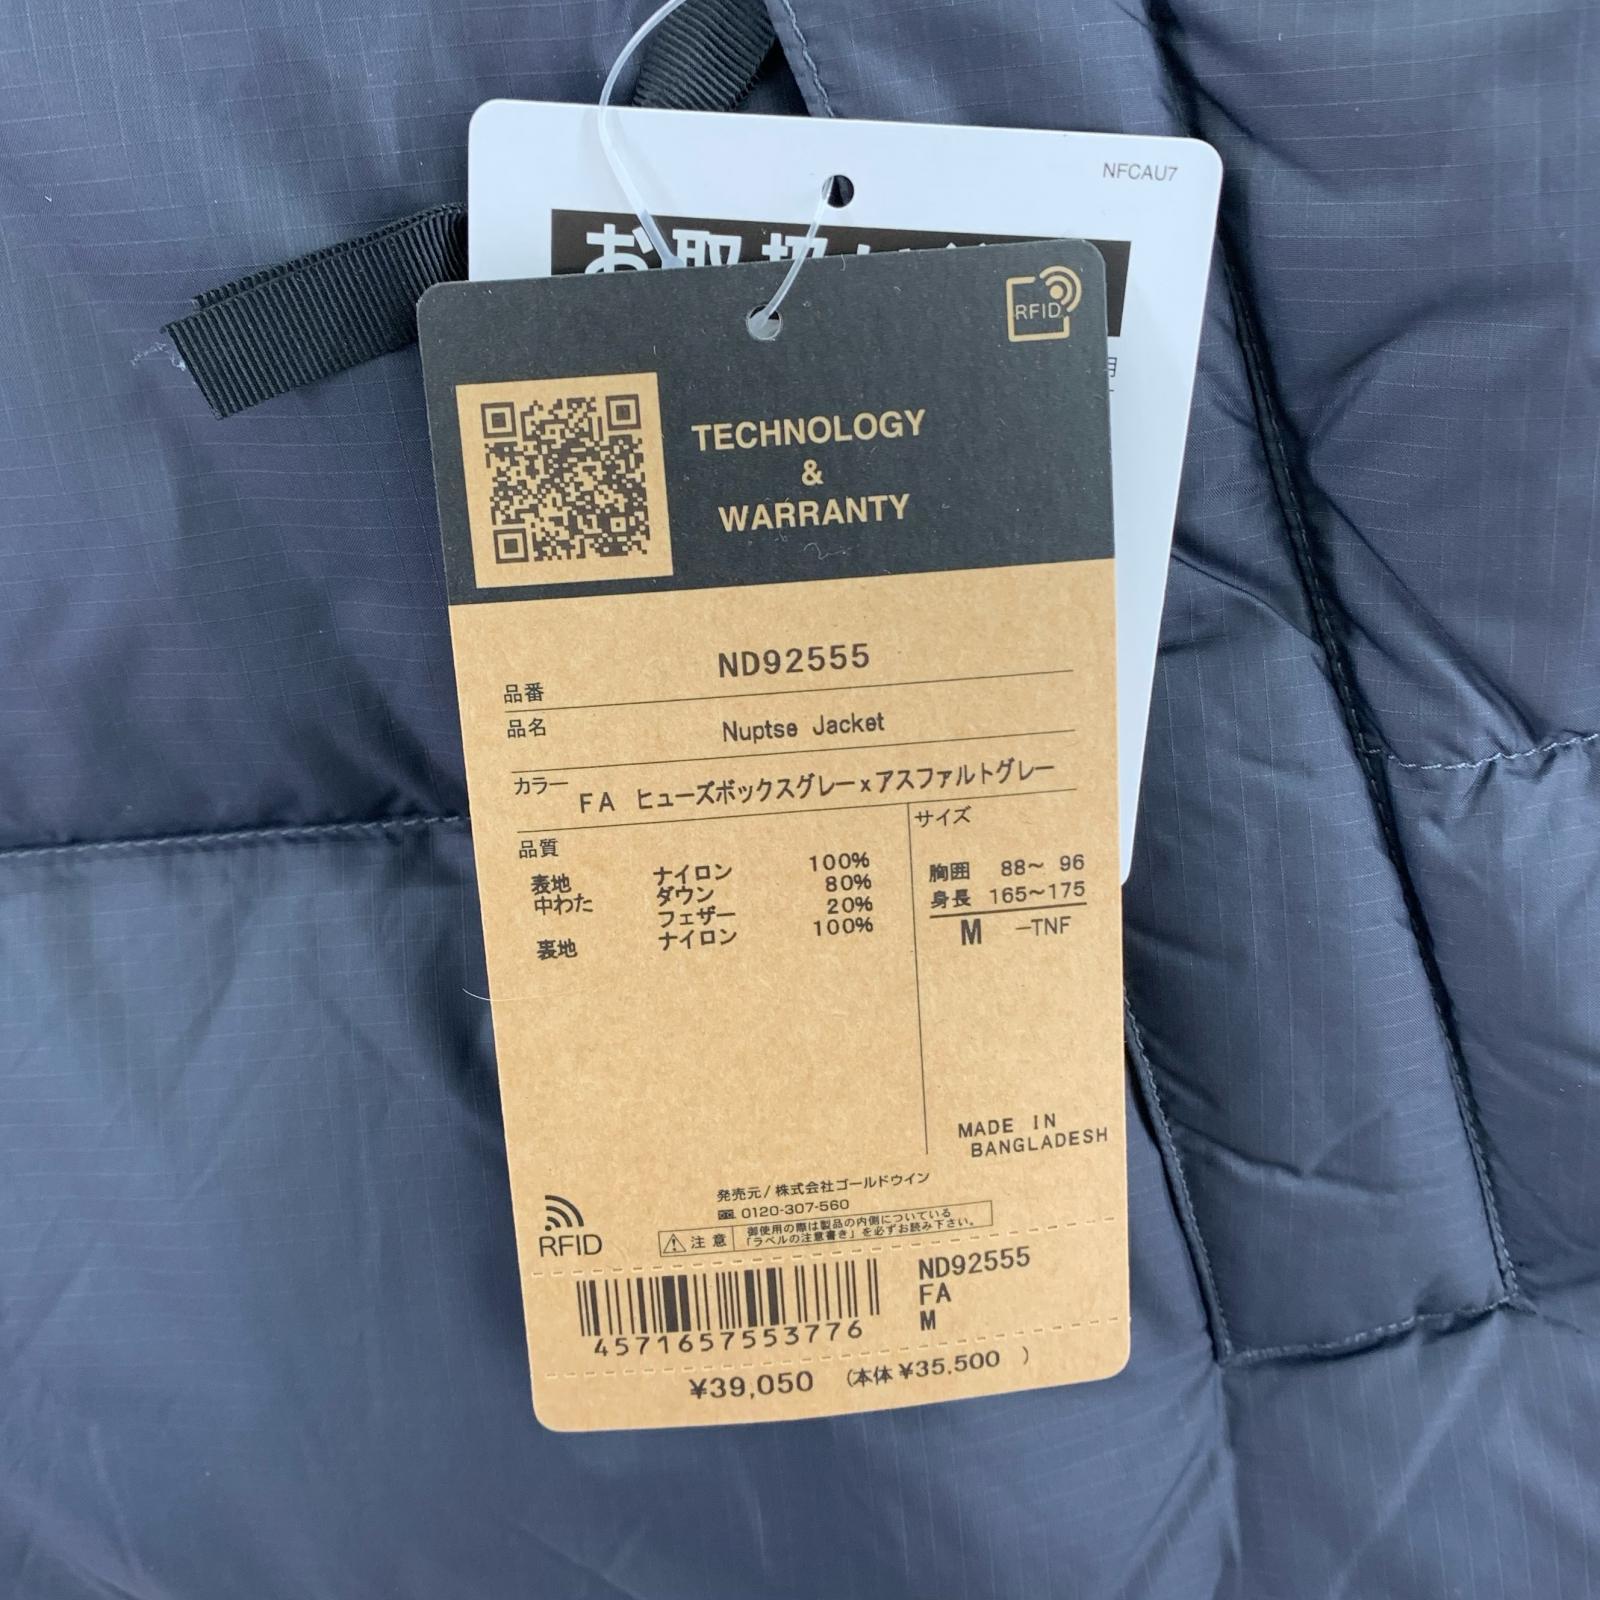 NFCAU7
お取扱い
RFID
TECHNOLOGY
&
WARRANTY
品番 ND92555
品名 Nuptse Jacket
カラー FA ヒューズボックスグレーxアスファルトグレー
品質
表地 ナイロン 100%
中わた ダウン 80%
フェザー 20%
裏地 ナイロン 100%
サイズ
胸囲 88〜 96
身長 165〜175
M -TNF
MADE IN
BANGLADESH
発売元/株式会社ゴールドウイン
0120-307-560
注意 御使用の際は製品の内側についている
「ラベルの注意書き」を必ずお読み下さい。
RFID
4571657553776
ND92555
FA
M
¥39,050 (本体¥35,500 )